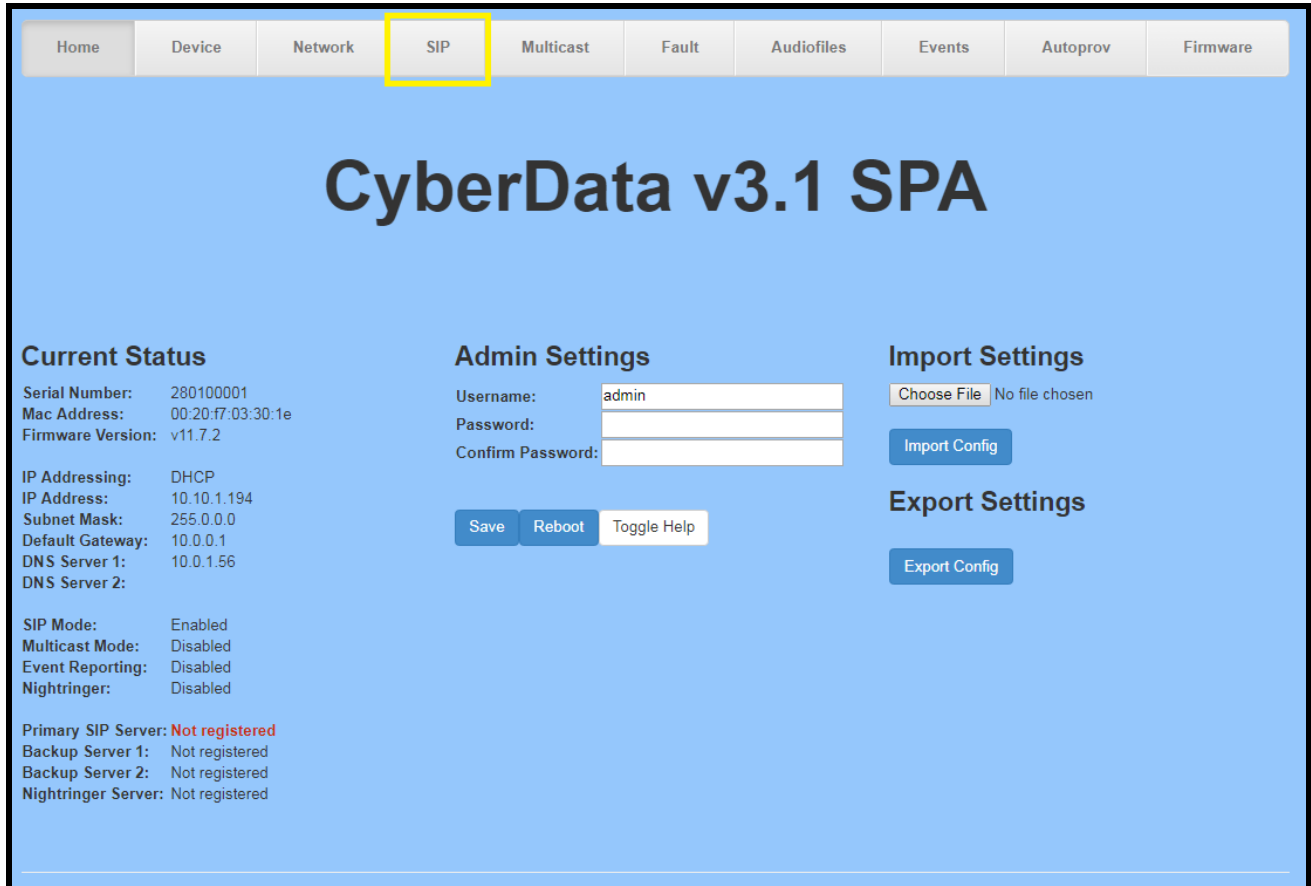 Home Device Network SIP Multicast Fault Audiofiles Events Autoprov Firmware
CyberData v3.1 SPA
Current Status
Serial Number: 280100001
Mac Address: 00:20:f7:03:30:1e
Firmware Version: v11.7.2
IP Addressing: DHCP
IP Address: 10.10.1.194
Subnet Mask: 255.0.0.0
Default Gateway: 10.0.0.1
DNS Server 1: 10.0.1.56
DNS Server 2:
SIP Mode: Enabled
Multicast Mode: Disabled
Event Reporting: Disabled
Nightringer: Disabled
Primary SIP Server: Not registered
Backup Server 1: Not registered
Backup Server 2: Not registered
Nightringer Server: Not registered
Admin Settings
Username: admin
Password:
Confirm Password:
Save Reboot Toggle Help
Import Settings
Choose File No file chosen
Import Config
Export Settings
Export Config